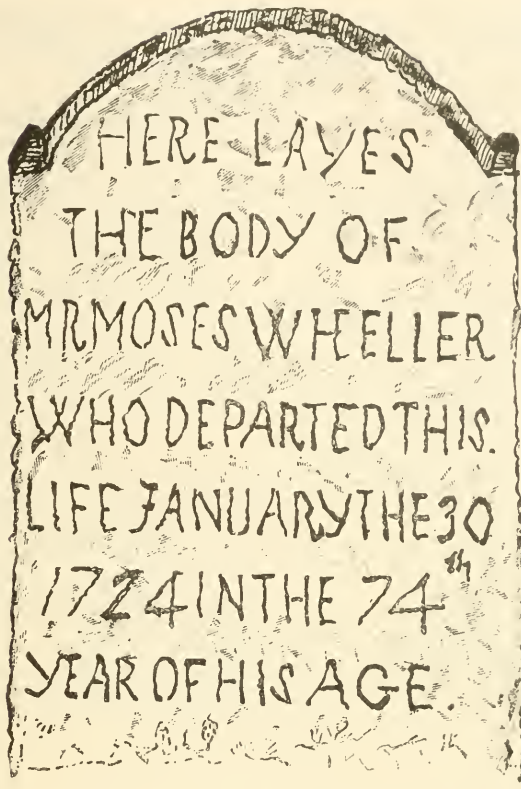 HERE LAYES
THE BODY OF
MR MOSES WHEELLER
WHO DEPARTED THIS.
LIFE JANUARY THE 30
1724 IN THE 74th
YEAR OF HIS AGE.